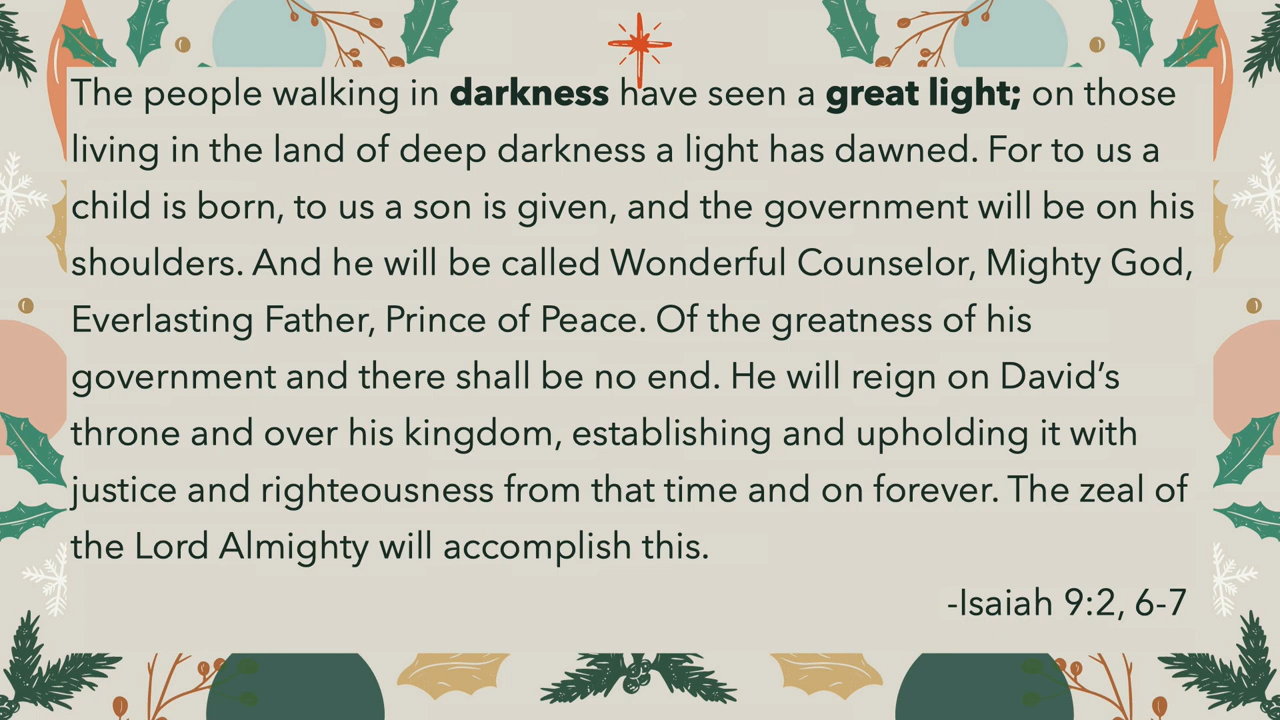 The people walking in darkness have seen a great light; on those
living in the land of deep darkness a light has dawned. For to us a
child is born, to us a son is given, and the government will be on his
shoulders. And he will be called Wonderful Counselor, Mighty God,
Everlasting Father, Prince of Peace. Of the greatness of his
government and there shall be no end. He will reign on David’s
throne and over his kingdom, establishing and upholding it with
justice and righteousness from that time and on forever. The zeal of
the Lord Almighty will accomplish this.
-Isaiah 9:2, 6-7